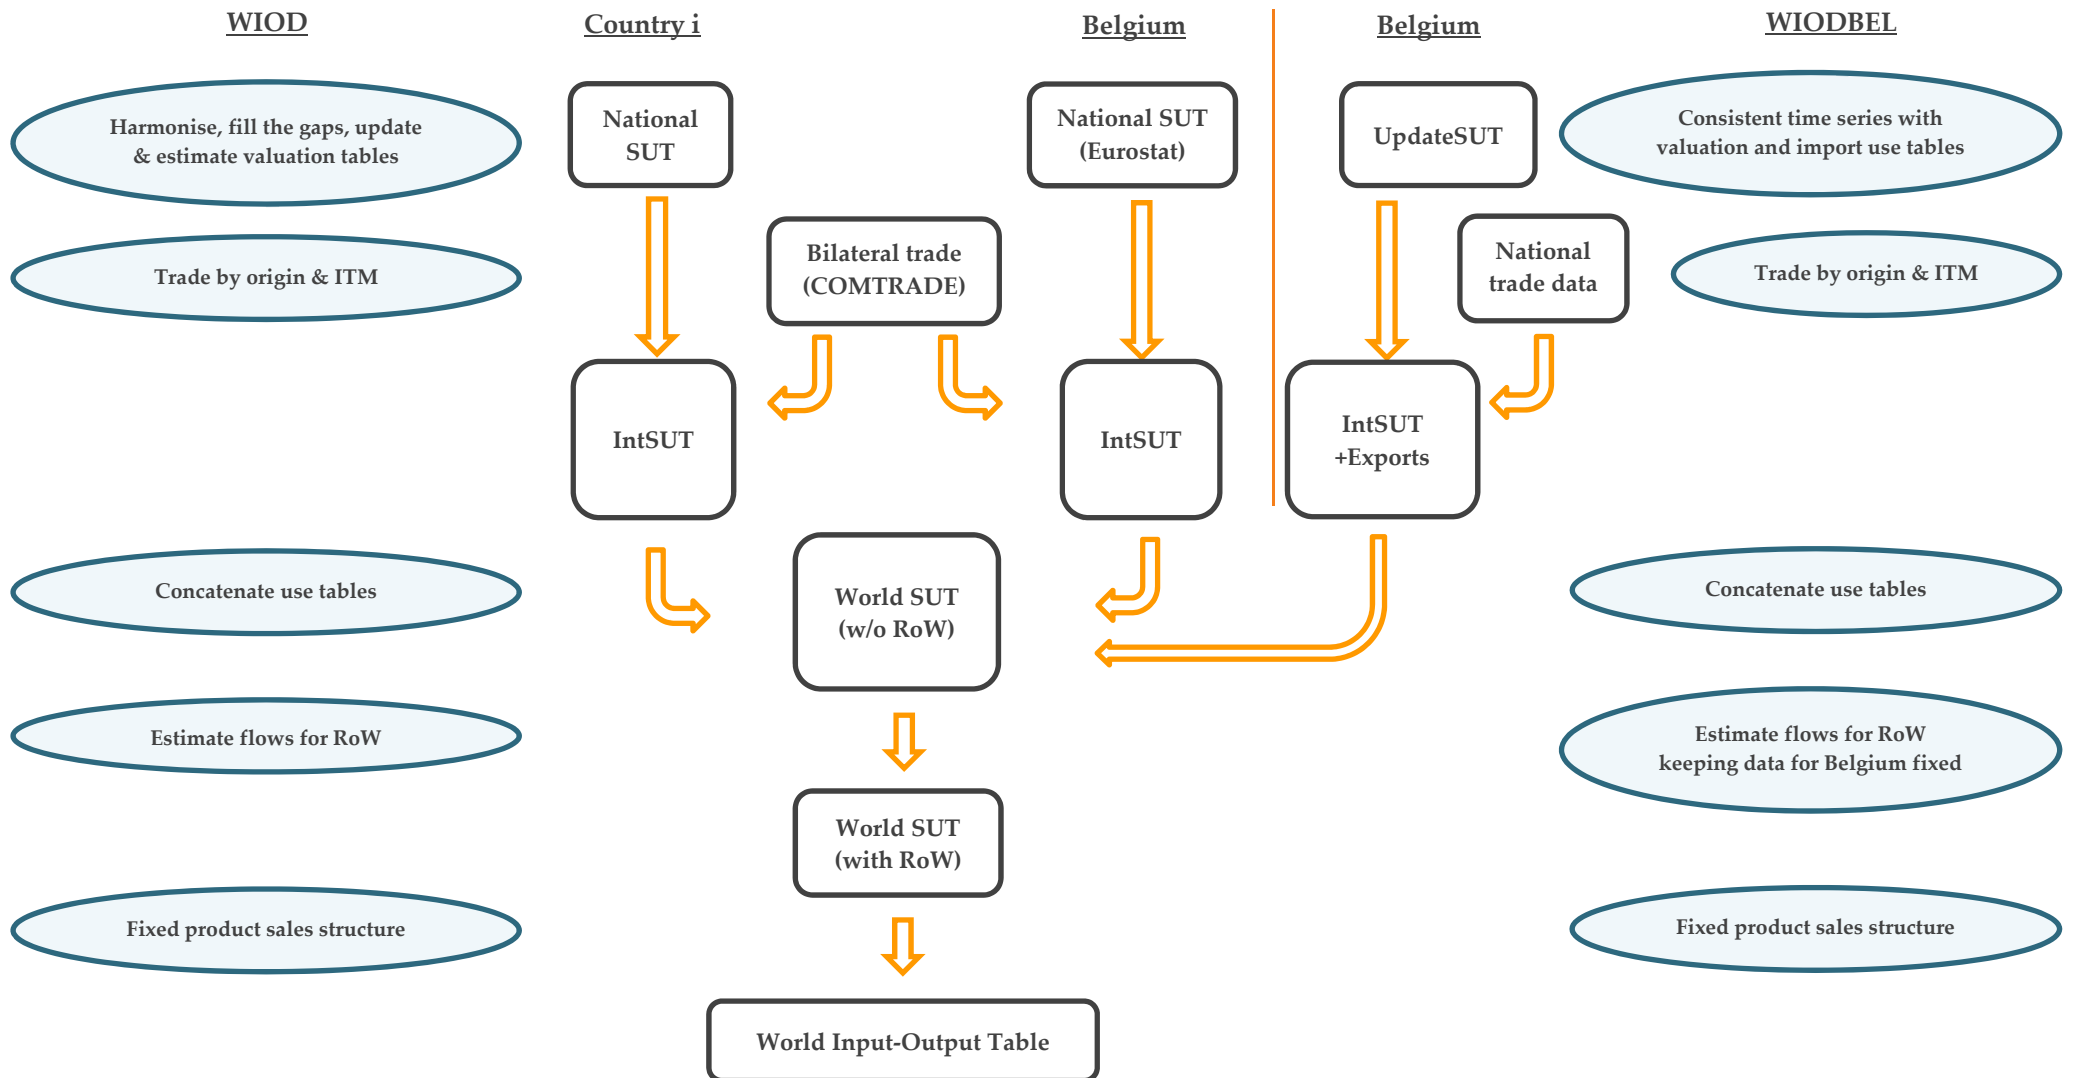 WIOD
Country i
Belgium
Belgium
WIODBEL
Harmonise, fill the gaps, update
& estimate valuation tables
National
SUT
National SUT
(Eurostat)
UpdateSUT
Consistent time series with
valuation and import use tables
Trade by origin & ITM
Bilateral trade
(COMTRADE)
National
trade data
Trade by origin & ITM
IntSUT
IntSUT
IntSUT
+Exports
Concatenate use tables
World SUT
(w/o RoW)
Concatenate use tables
Estimate flows for RoW
Estimate flows for RoW
keeping data for Belgium fixed
World SUT
(with RoW)
Fixed product sales structure
Fixed product sales structure
World Input-Output Table